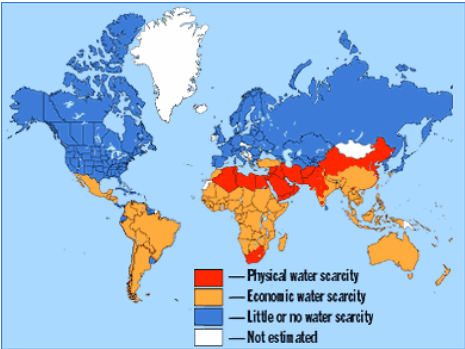 Physical water scarcity
Economic water scarcity
Little or no water scarcity
Not estimated